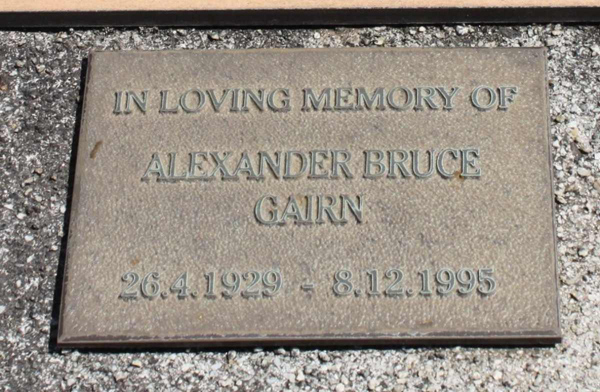 IN LOVING MEMORY OF
ALEXANDER BRUCE
GAIRN
26.4.1929 - 8.12.1995